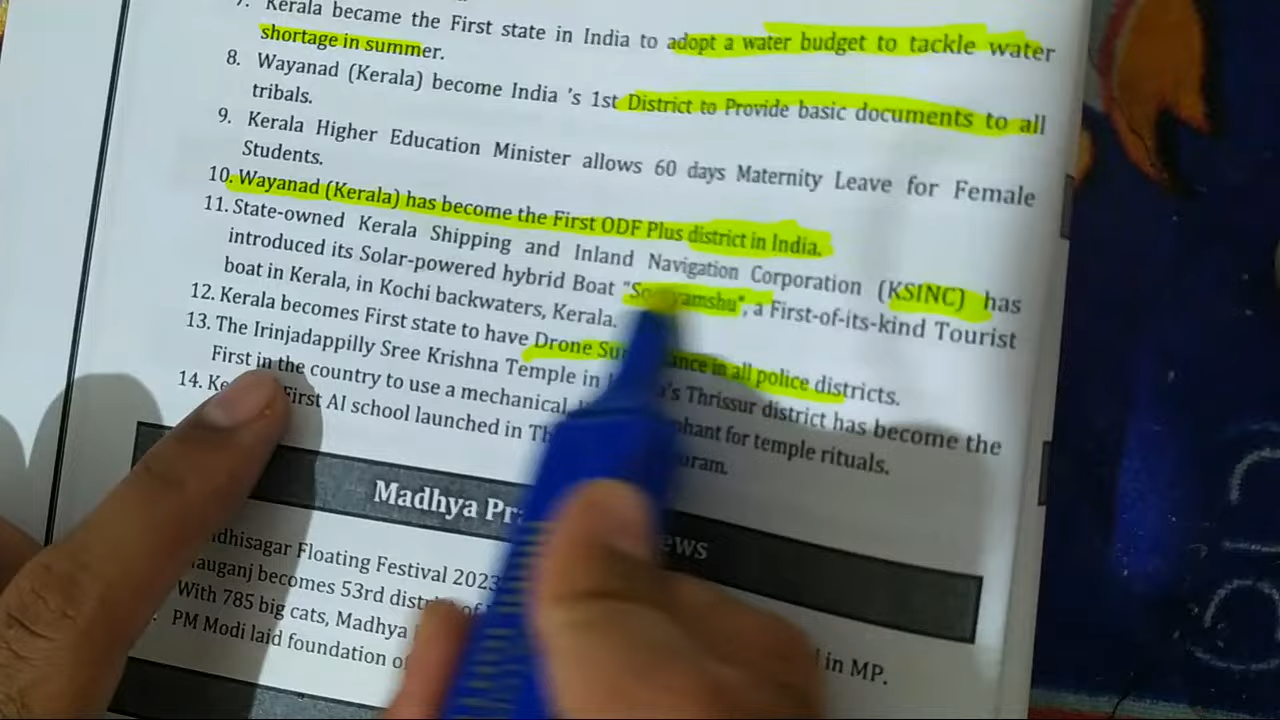 7. Kerala became the First state in India to adopt a water budget to tackle water
shortage in summer.
8. Wayanad (Kerala) become India 's 1st District to Provide basic documents to all
tribals.
9. Kerala Higher Education Minister allows 60 days Maternity Leave for Female
Students.
10. Wayanad (Kerala) has become the First ODF Plus district in India.
11. State-owned Kerala Shipping and Inland Navigation Corporation (KSINC) has
introduced its Solar-powered hybrid Boat a First-of-its-kind Tourist
boat in Kerala, in Kochi backwaters, Kerala.
12. Kerala becomes First state to have Drone in all police districts.
13. The Irinjadappilly Sree Krishna Temple in Thrissur district has become the
First in the country to use a mechanical for temple rituals.
14. First AI school launched in
Madhya
Floating Festival 2023
becomes 53rd
With 785 big cats, Madhya in MP.
PM Modi laid foundation